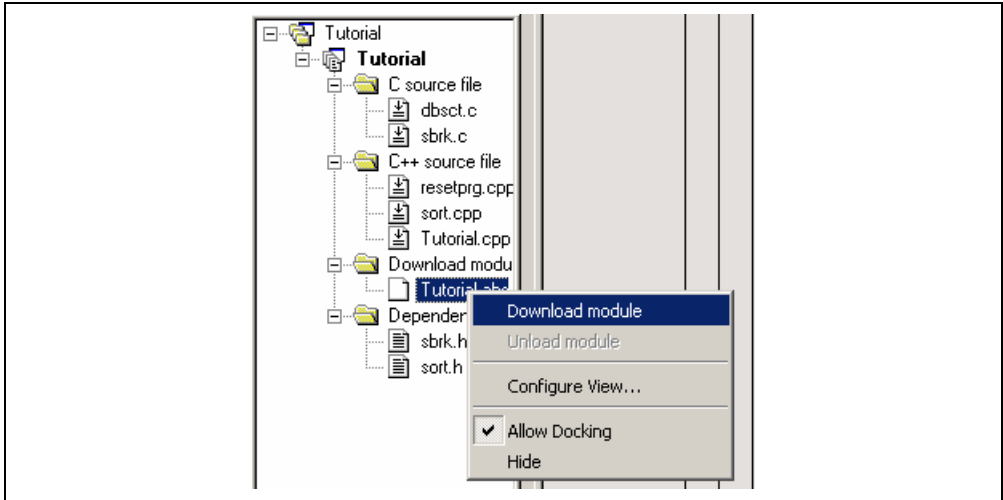 Tutorial
Tutorial
C source file
dbsct.c
sbrk.c
C++ source file
resetprg.cpp
sort.cpp
Tutorial.cpp
Download modu
Download module
Unload module
sbrk.h
sort.h
Configure View...
Allow Docking
Hide